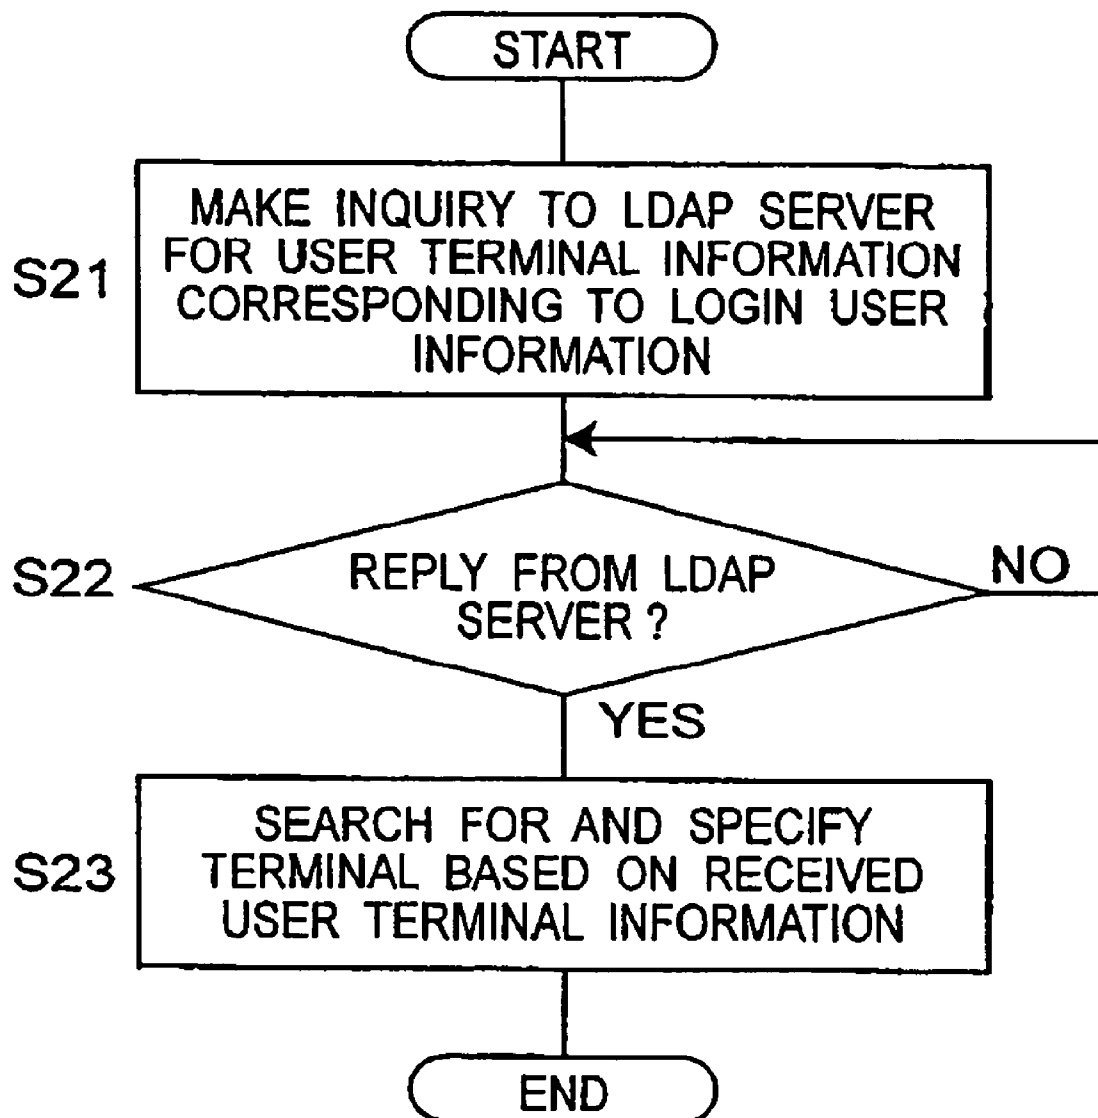 START
MAKE INQUIRY TO LDAP SERVER
FOR USER TERMINAL INFORMATION
CORRESPONDING TO LOGIN USER
INFORMATION
S21
REPLY FROM LDAP
SERVER ?
S22
NO
YES
SEARCH FOR AND SPECIFY
TERMINAL BASED ON RECEIVED
USER TERMINAL INFORMATION
S23
END